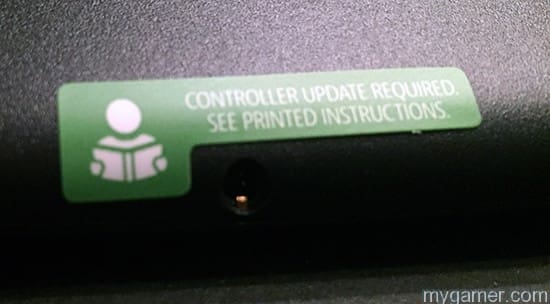 CONTROLLER UPDATE REQUIRED.
SEE PRINTED INSTRUCTIONS.
mygamer.com